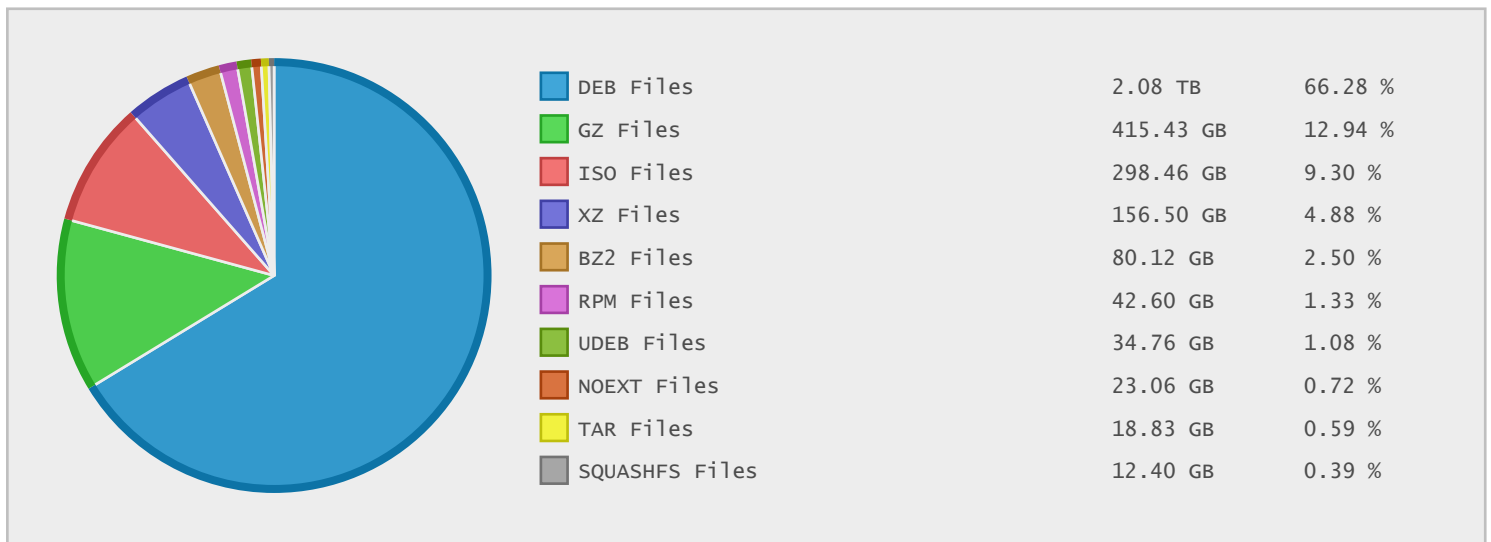 DEB Files 2.08 TB 66.28 %
GZ Files 415.43 GB 12.94 %
ISO Files 298.46 GB 9.30 %
XZ Files 156.50 GB 4.88 %
BZ2 Files 80.12 GB 2.50 %
RPM Files 42.60 GB 1.33 %
UDEB Files 34.76 GB 1.08 %
NOEXT Files 23.06 GB 0.72 %
TAR Files 18.83 GB 0.59 %
SQUASHFS Files 12.40 GB 0.39 %